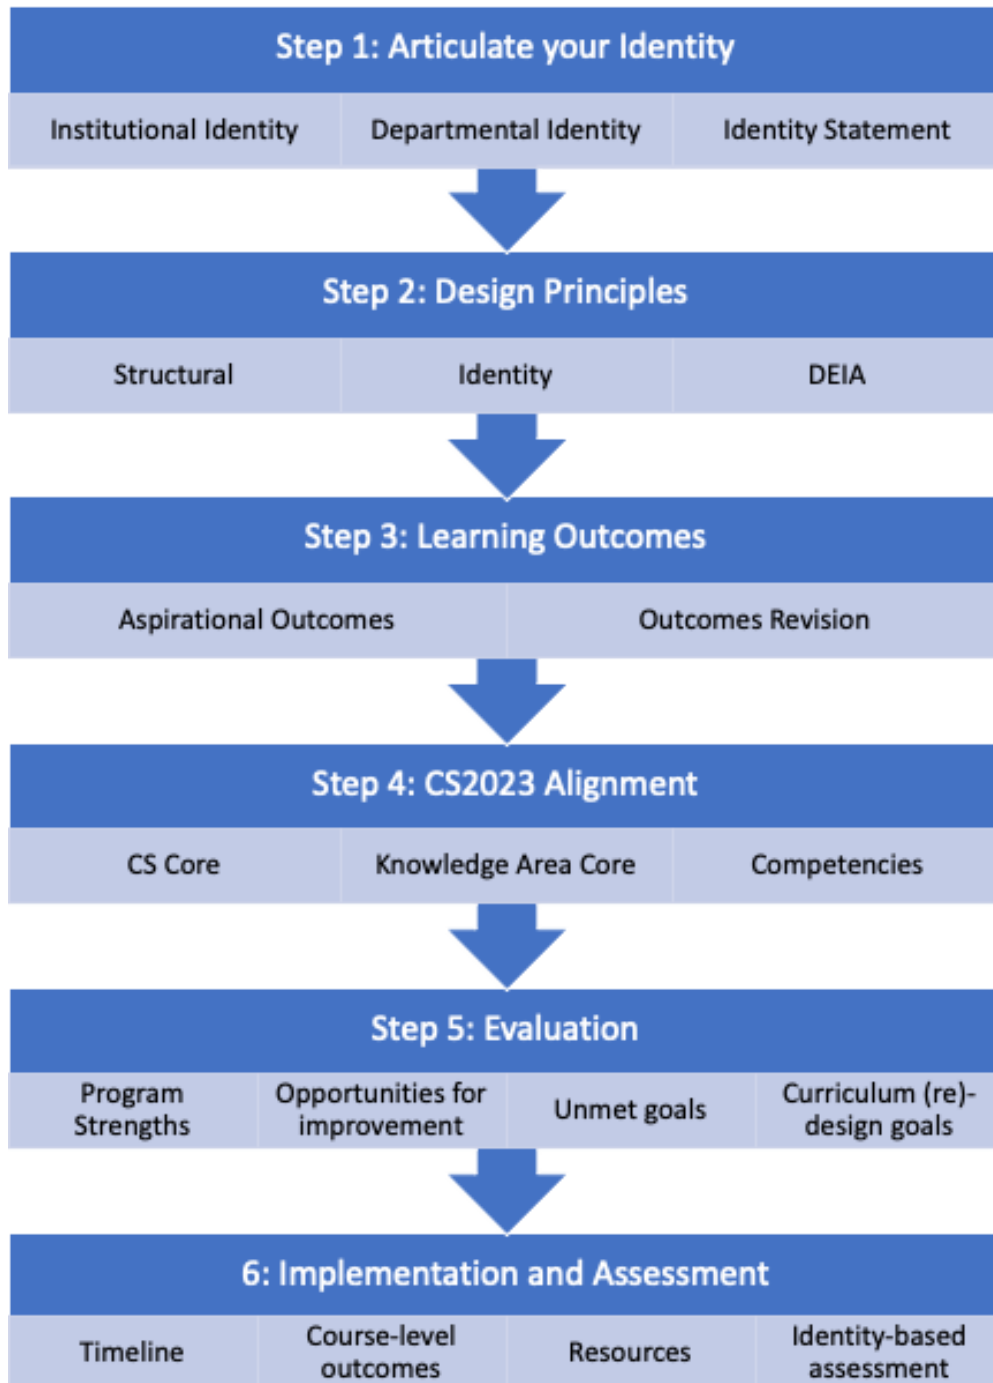 Step 1: Articulate your Identity
Institutional Identity
Departmental Identity
Identity Statement
Step 2: Design Principles
Structural
Identity
DEIA
Step 3: Learning Outcomes
Aspirational Outcomes
Outcomes Revision
Step 4: CS2023 Alignment
CS Core
Knowledge Area Core
Competencies
Step 5: Evaluation
Program
Strengths
Opportunities for
improvement
Unmet goals
Curriculum (re)-
design goals
6: Implementation and Assessment
Timeline
Course-level
outcomes
Resources
Identity-based
assessment